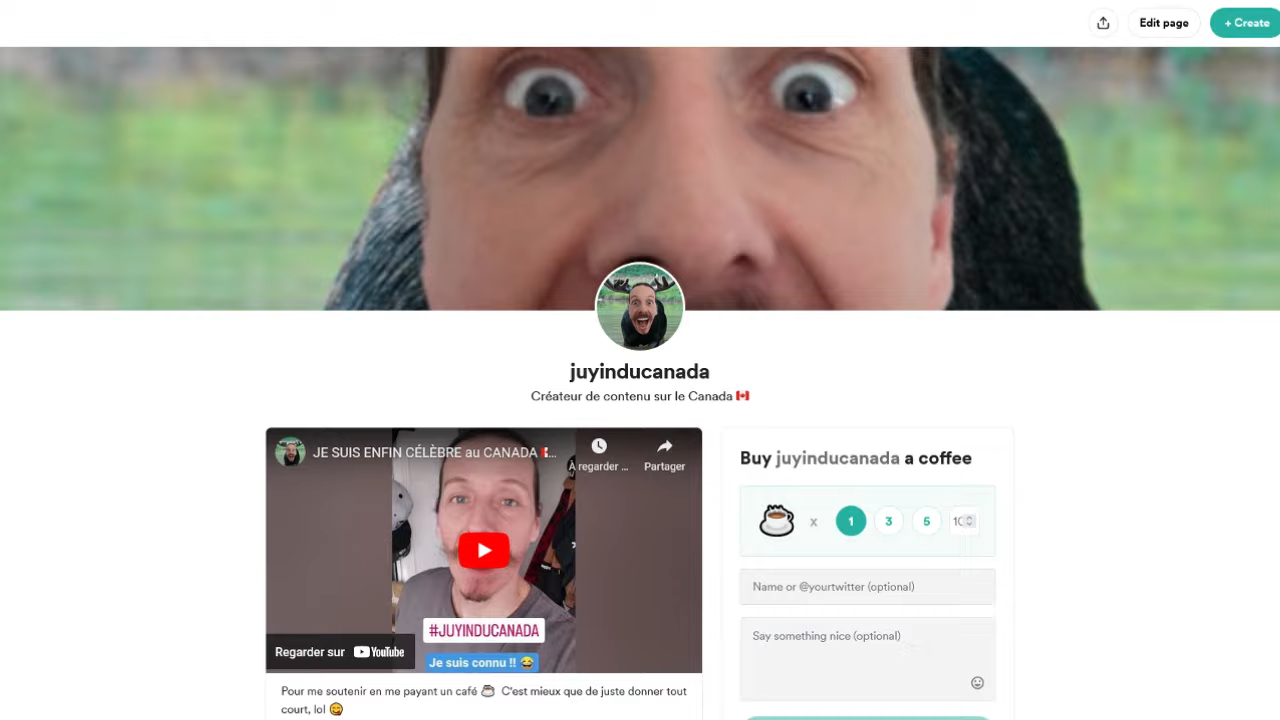 Edit page
+ Create
juyinducanada
Créateur de contenu sur le Canada 🇨🇦
JE SUIS ENFIN CÉLÈBRE au CANADA 🇨🇦...
À regarder ...
Partager
#JUYINDUCANADA
Je suis connu !! 😂
Regarder sur YouTube
Pour me soutenir en me payant un café ☕ C'est mieux que de juste donner tout
court, lol 😋
Buy juyinducanada a coffee
x 1 3 5 10
Name or @yourtwitter (optional)
Say something nice (optional)